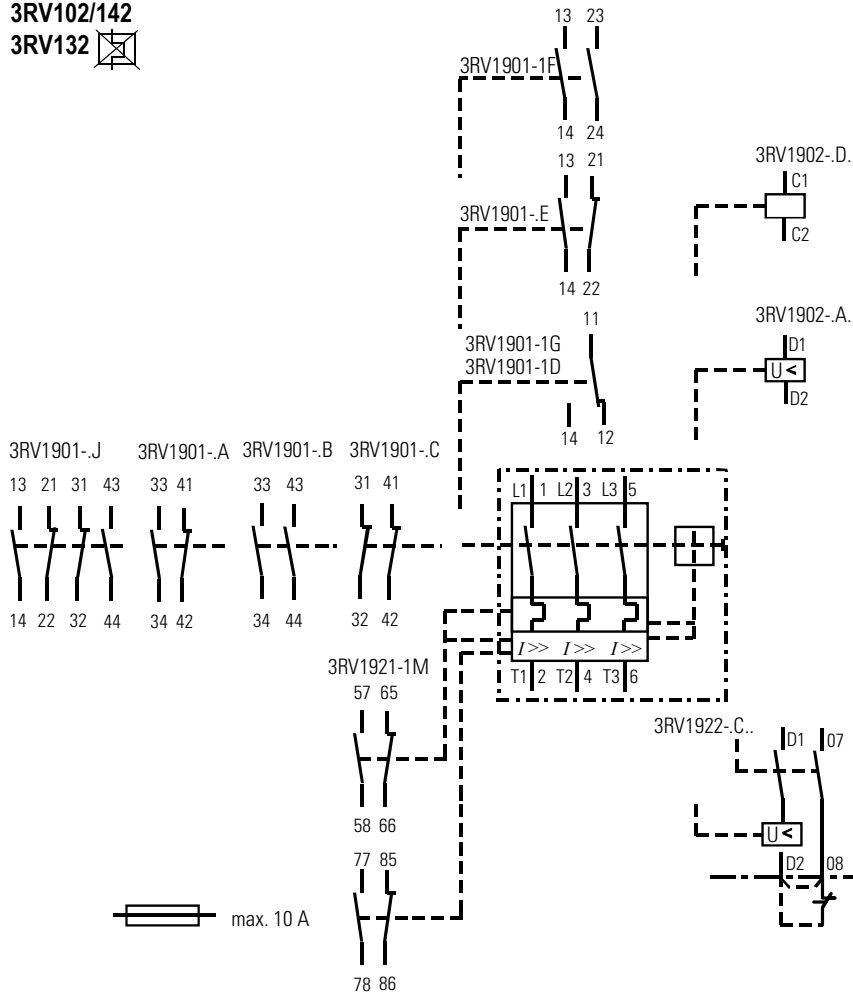 3RV102/142
3RV132
13 23
3RV1901-1F
14 24
13 21
3RV1901-.E
14 22
11
3RV1901-1G
3RV1901-1D
14 12
3RV1902-.D.
C1
C2
3RV1902-.A.
D1
U<
D2
3RV1901-.J 3RV1901-.A 3RV1901-.B 3RV1901-.C
13 21 31 43 33 41 33 43 31 41
14 22 32 44 34 42 34 44 32 42
L1 1 L2 3 L3 5
I>> I>> I>>
T1 2 T2 4 T3 6
3RV1921-1M
57 65
58 66
77 85
78 86
3RV1922-.C..
D1 07
U<
D2 08
max. 10 A